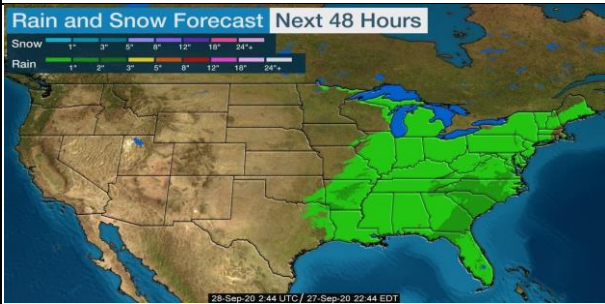 Rain and Snow Forecast Next 48 Hours
Snow
1" 3" 5" 8" 12" 18" 24"+
Rain
1" 2" 3" 5" 8" 12" 18" 24"+
28-Sep-20 2:44 UTC / 27-Sep-20 22:44 EDT